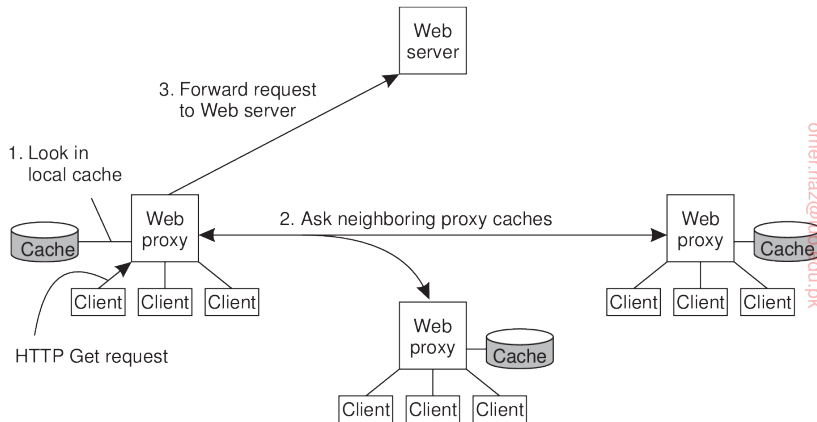 Web
server
3. Forward request
to Web server
1. Look in
local cache
Web
proxy
Cache
2. Ask neighboring proxy caches
Web
proxy
Cache
Client
Client
Client
Client
Client
Client
HTTP Get request
Web
proxy
Cache
Client
Client
Client